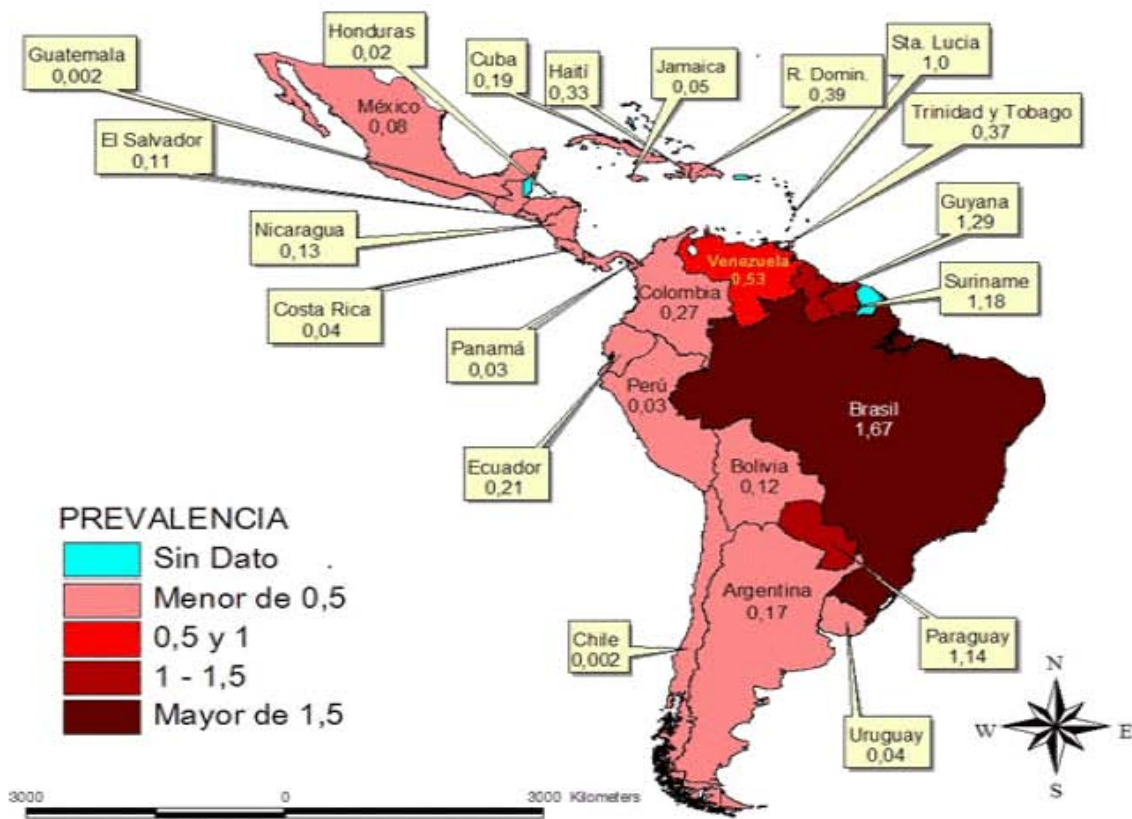 Honduras
0,02
Guatemala
0,002
Cuba
0,19
Haití
0,33
Jamaica
0,05
R. Domin.
0,39
Sta. Lucia
1,0
México
0,08
Trinidad y Tobago
0,37
El Salvador
0,11
Guyana
1,29
Nicaragua
0,13
Venezuela
0,53
Suriname
1,18
Costa Rica
0,04
Colombia
0,27
Panamá
0,03
Perú
0,03
Brasil
1,67
Ecuador
0,21
Bolivia
0,12
PREVALENCIA
Sin Dato
Menor de 0,5
0,5 y 1
1 - 1,5
Mayor de 1,5
Argentina
0,17
Chile
0,002
Paraguay
1,14
Uruguay
0,04
N
W E
S
3000 0 3000 Kilometers